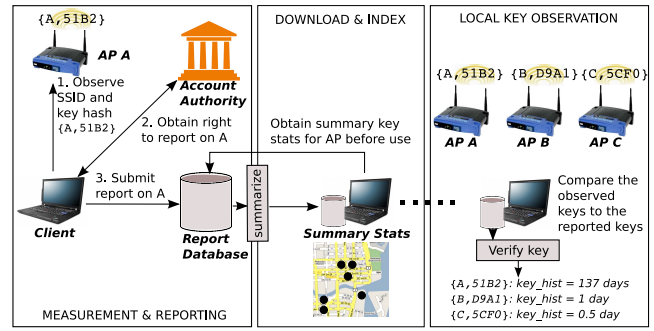 {A,51B2}
AP A
1. Observe
SSID and
key hash
{A,51B2}
Account
Authority
2. Obtain right
to report on A
3. Submit
report on A
Client
Report
Database
MEASUREMENT & REPORTING
DOWNLOAD & INDEX
Obtain summary key
stats for AP before use
summarize
Summary Stats
LOCAL KEY OBSERVATION
{A,51B2} {B,D9A1} {C,5CF0}
AP A AP B AP C
Compare the
observed
keys to the
reported keys
Verify key
{A,51B2}: key_hist = 137 days
{B,D9A1}: key_hist = 1 day
{C,5CF0}: key_hist = 0.5 day